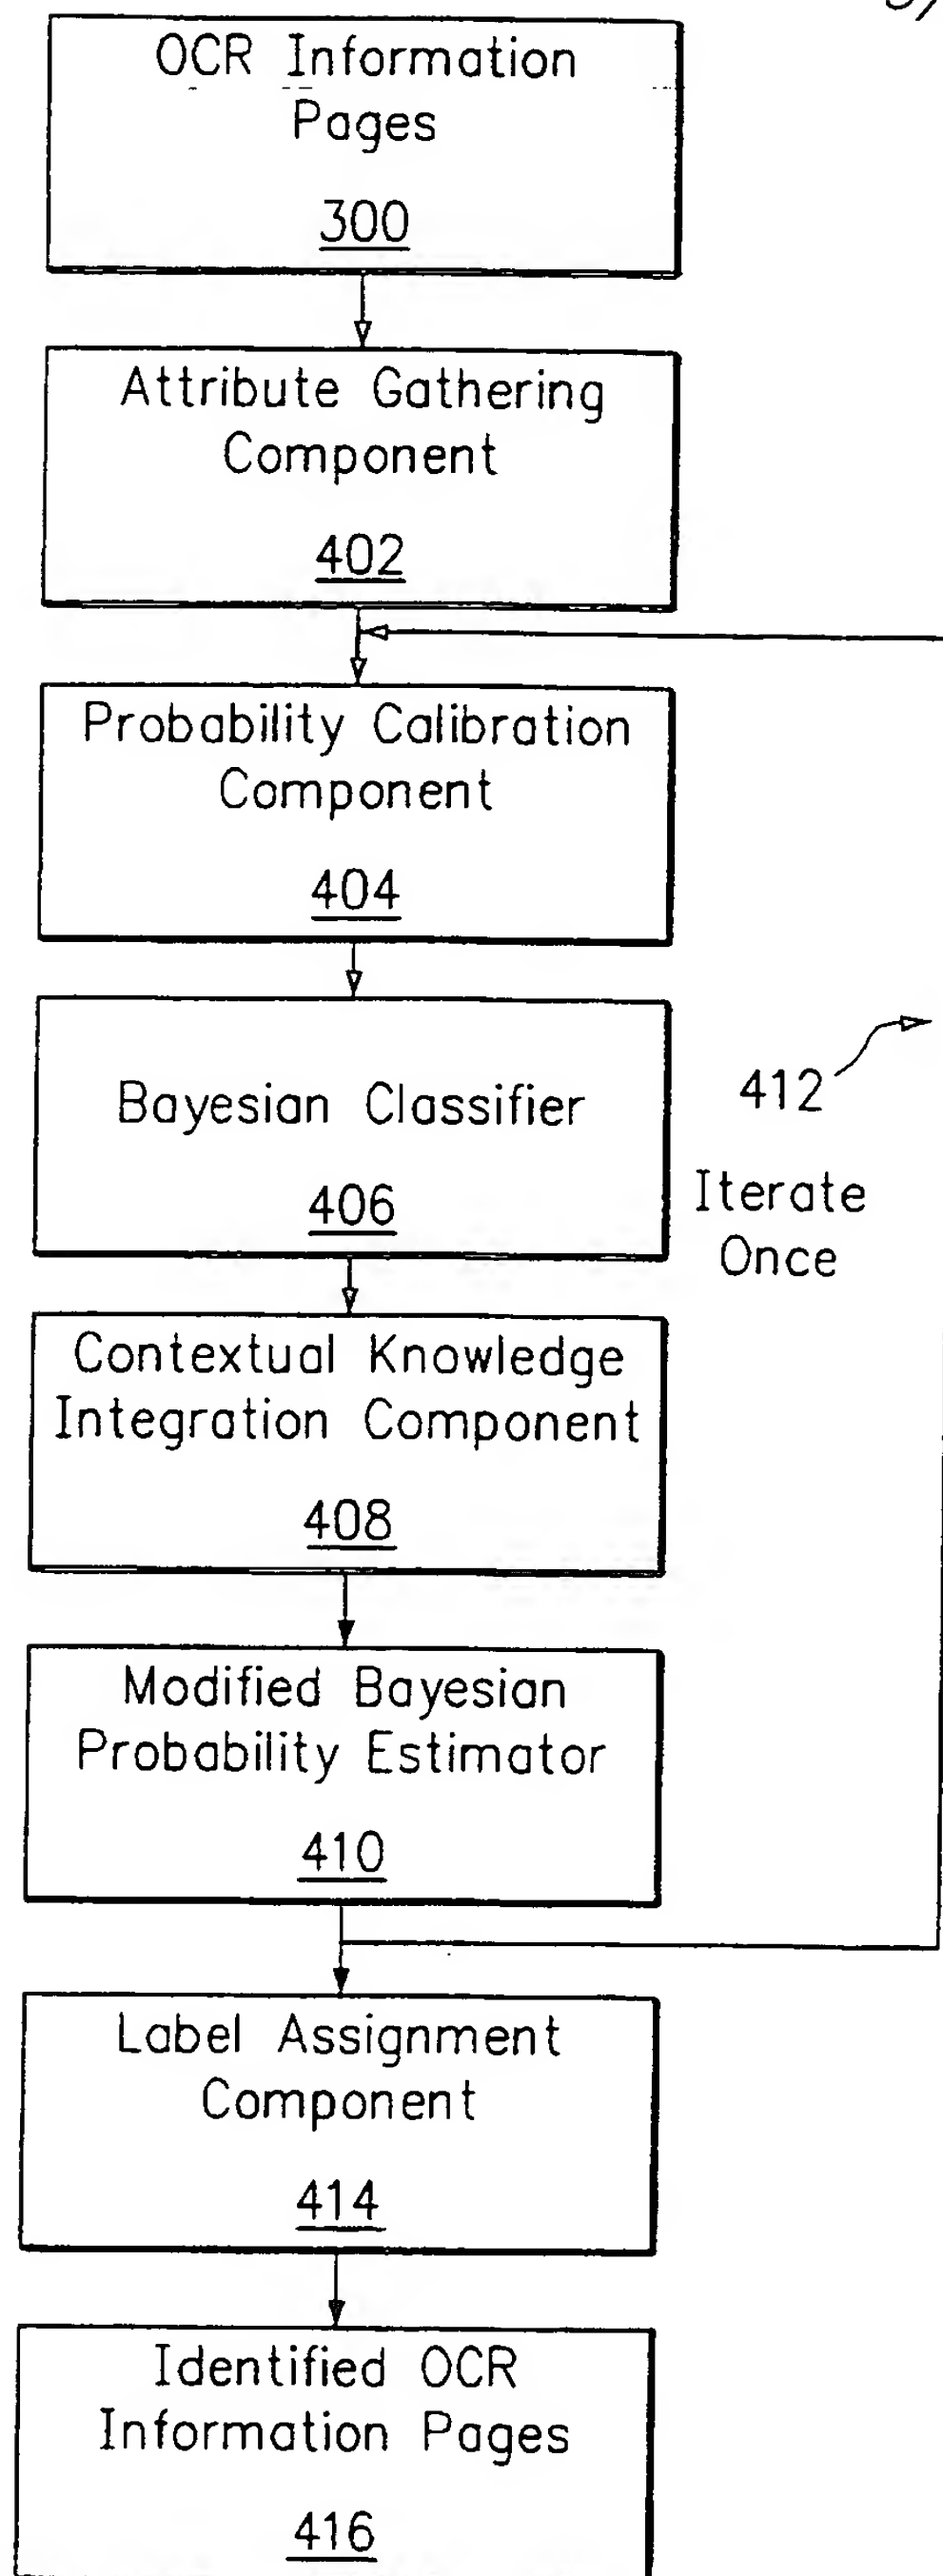 OCR Information
Pages
300
Attribute Gathering
Component
402
Probability Calibration
Component
404
Bayesian Classifier
406
412
Iterate
Once
Contextual Knowledge
Integration Component
408
Modified Bayesian
Probability Estimator
410
Label Assignment
Component
414
Identified OCR
Information Pages
416